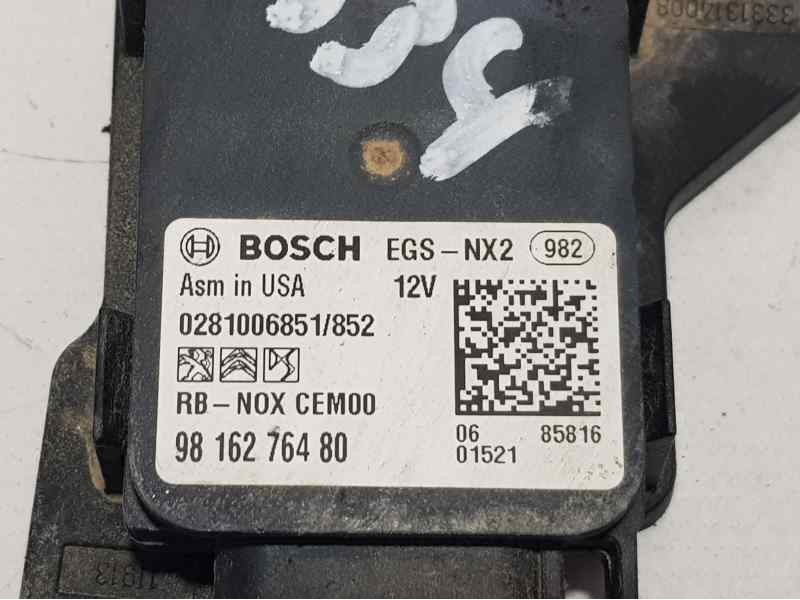 3331314D08
BOSCH EGS-NX2 982
Asm in USA 12V
0281006851/852
RB-NOX CEM00
98 162 764 80
06 85816
01521